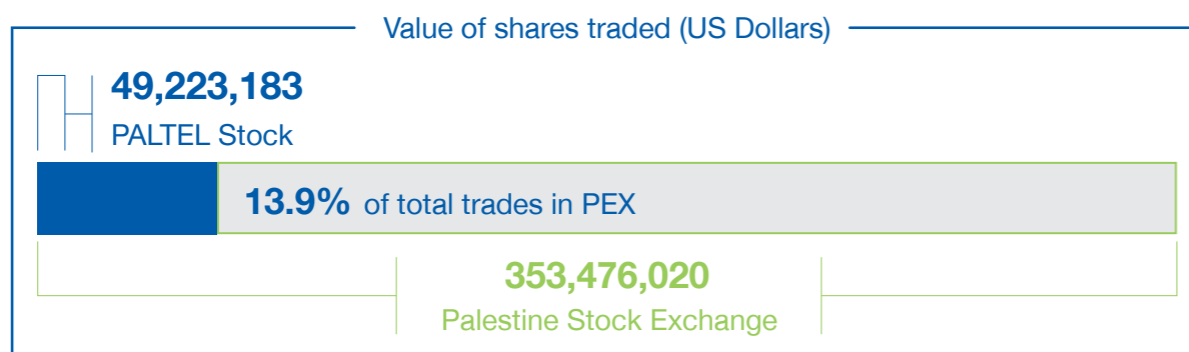 Value of shares traded (US Dollars)
49,223,183
PALTEL Stock
13.9% of total trades in PEX
353,476,020
Palestine Stock Exchange